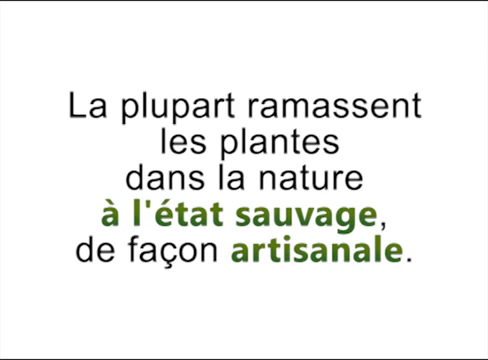 La plupart ramassent
les plantes
dans la nature
à l'état sauvage,
de façon artisanale.